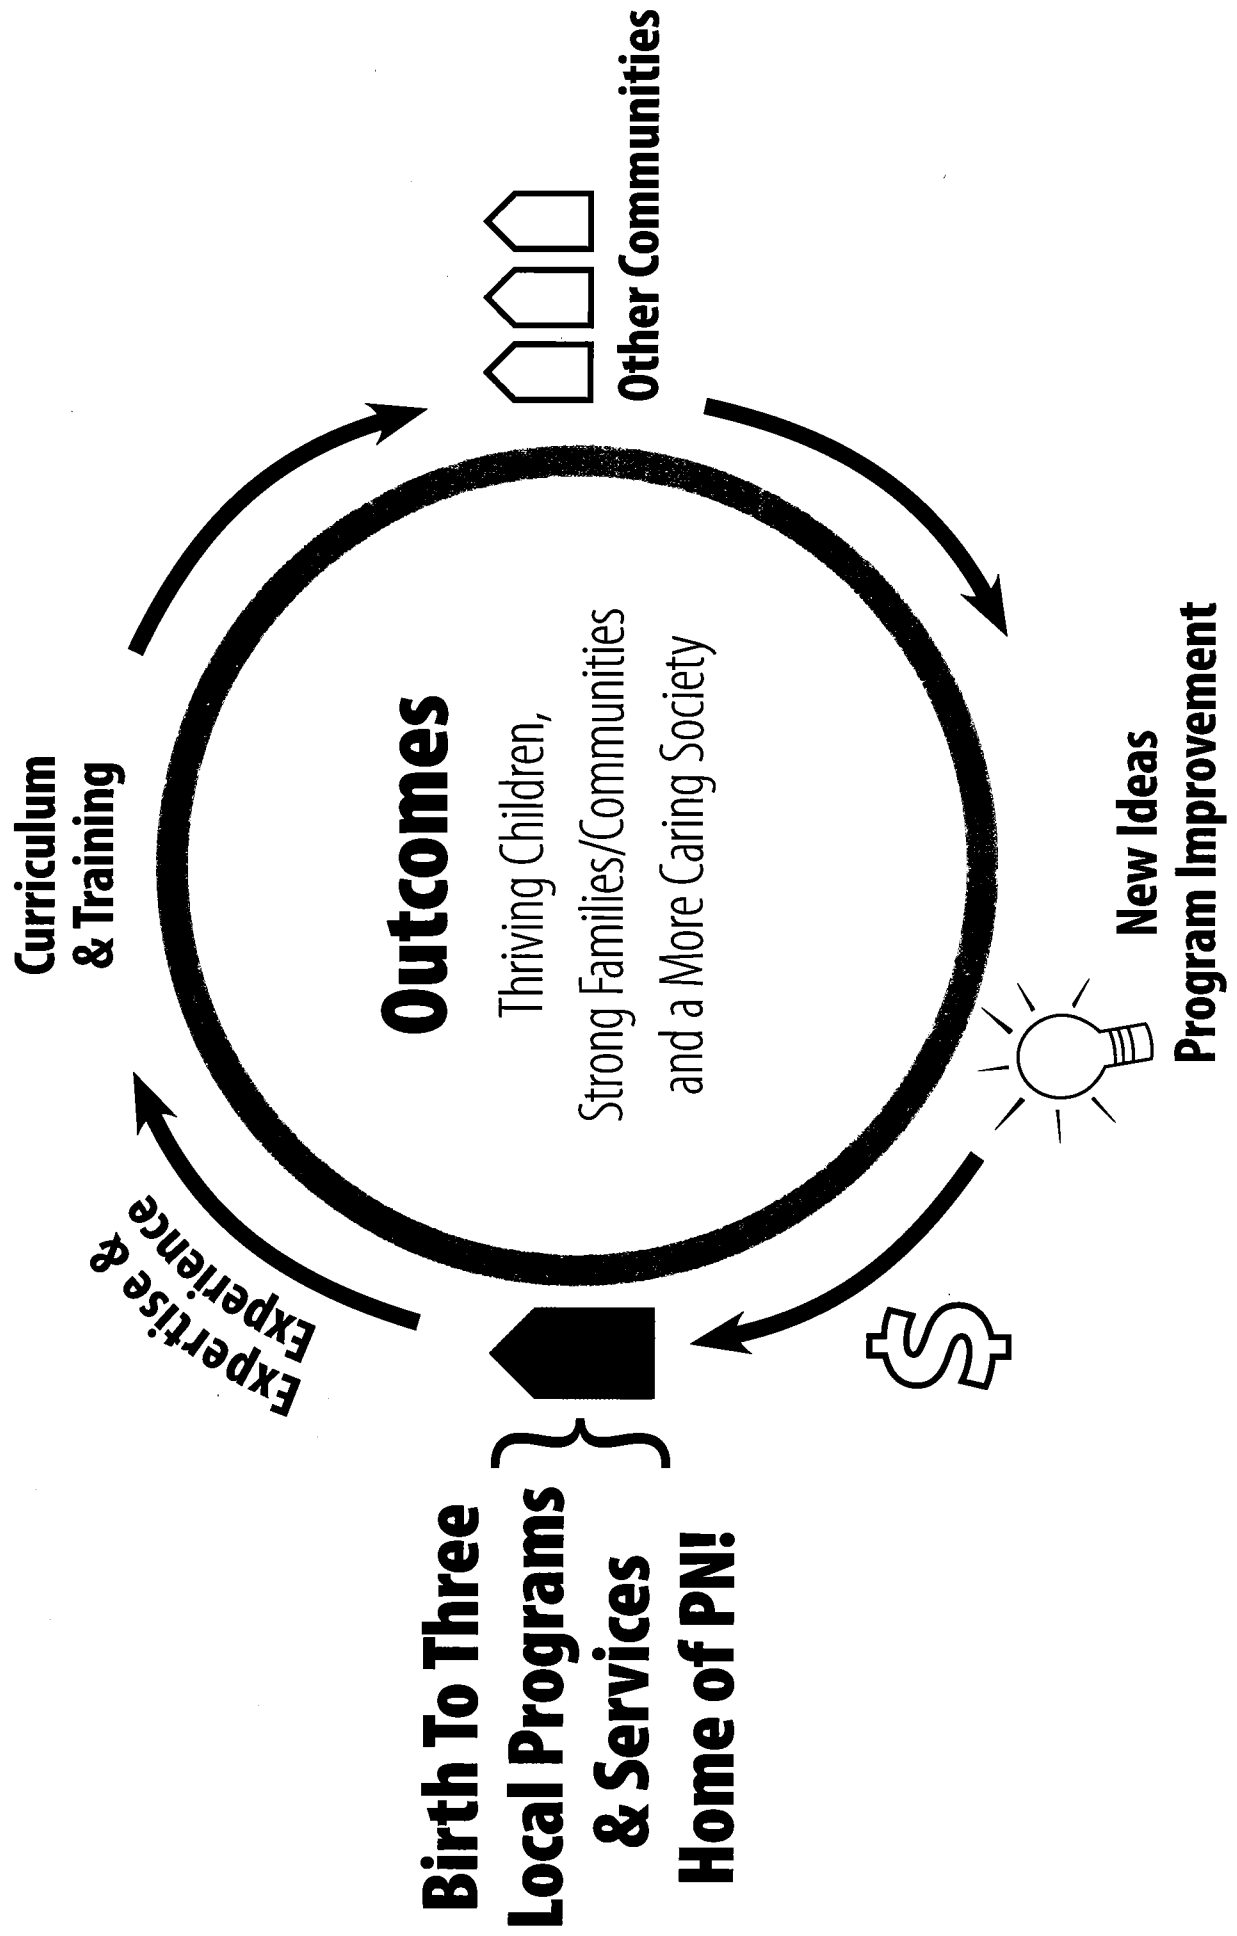 Curriculum
& Training
Expertise &
Experience
Other Communities
Outcomes
Thriving Children,
Strong Families/Communities
and a More Caring Society
Birth To Three
Local Programs
& Services
Home of PN!
$
New Ideas
Program Improvement